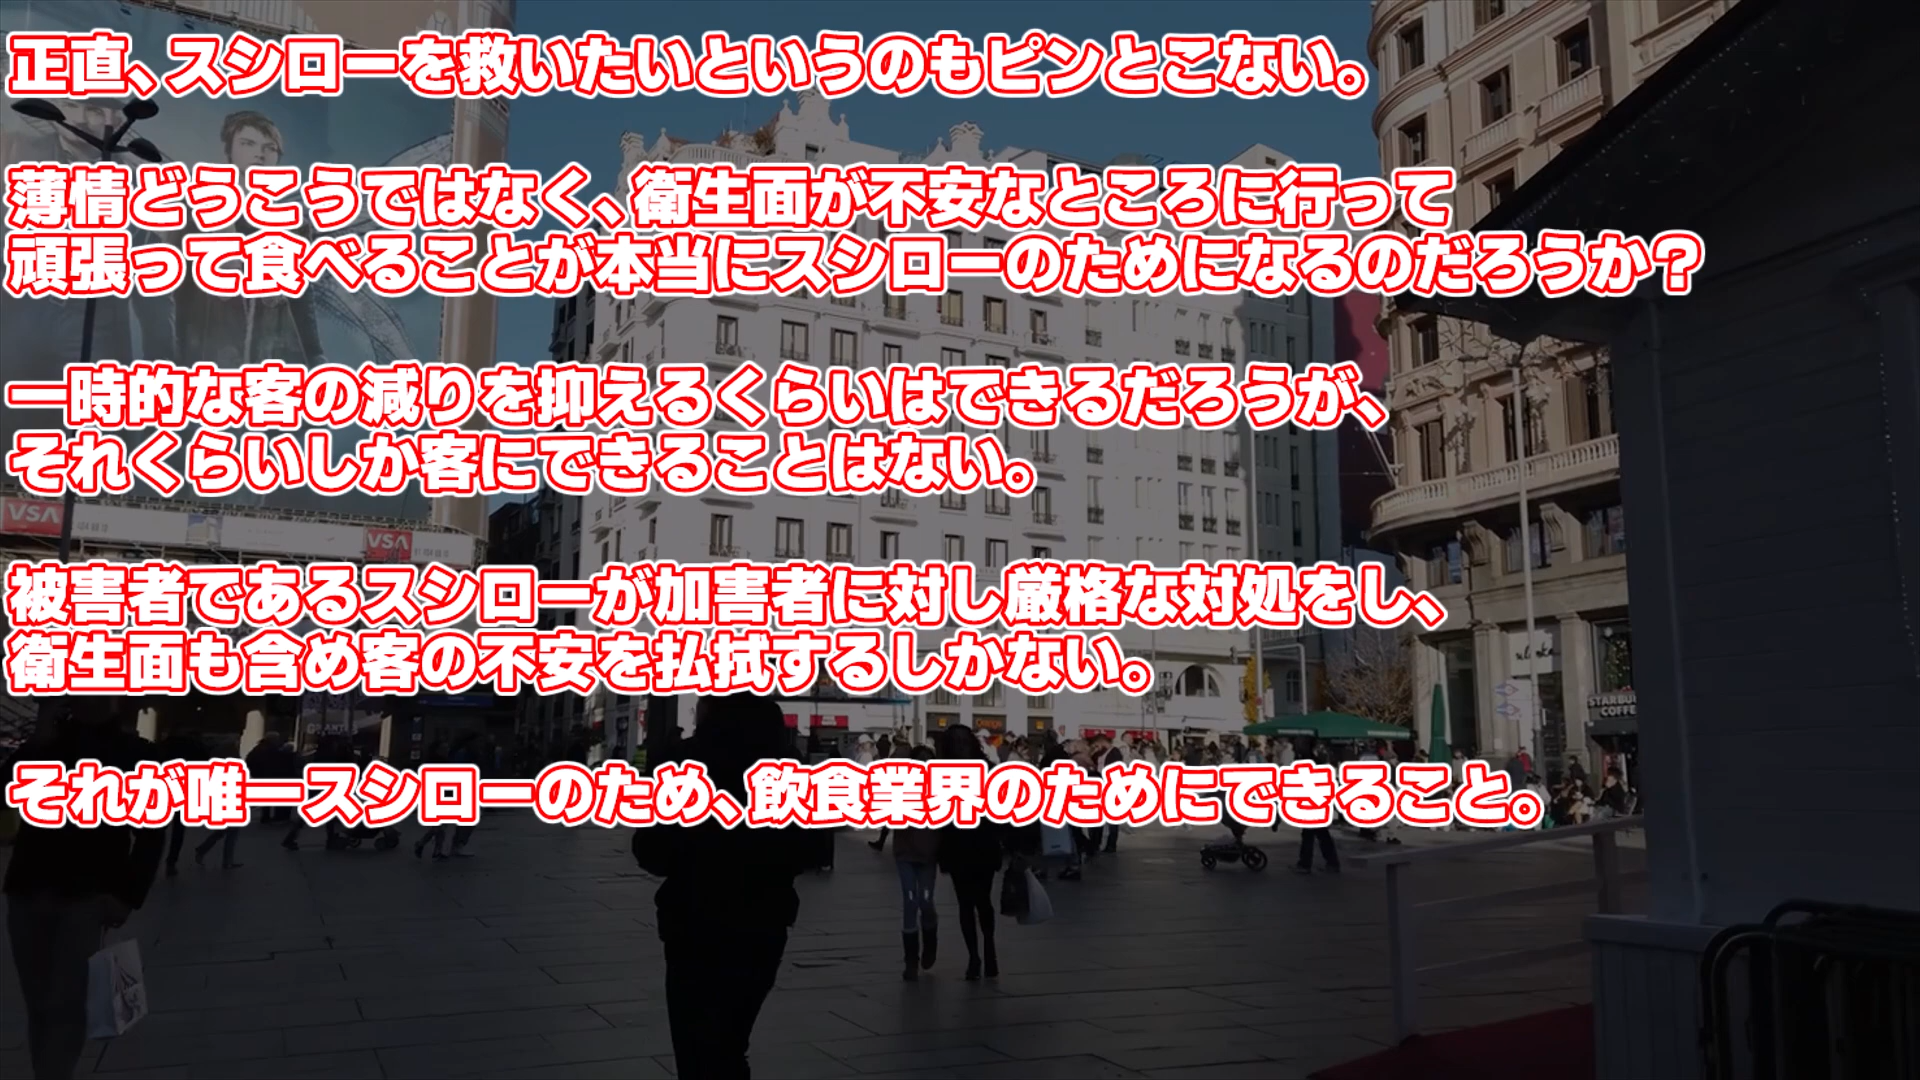 正直、スシローを救いたいというのもピンとこない。
薄情どうこうではなく、衛生面が不安なところに行って
頑張って食べることが本当にスシローのためになるのだろうか？
一時的な客の減りを抑えるくらいはできるだろうが、
それくらいしか客にできることはない。
被害者であるスシローが加害者に対し厳格な対処をし、
衛生面も含め客の不安を払拭するしかない。
それが唯一スシローのため、飲食業界のためにできること。
VSA
VSA
STARBU
COFFE